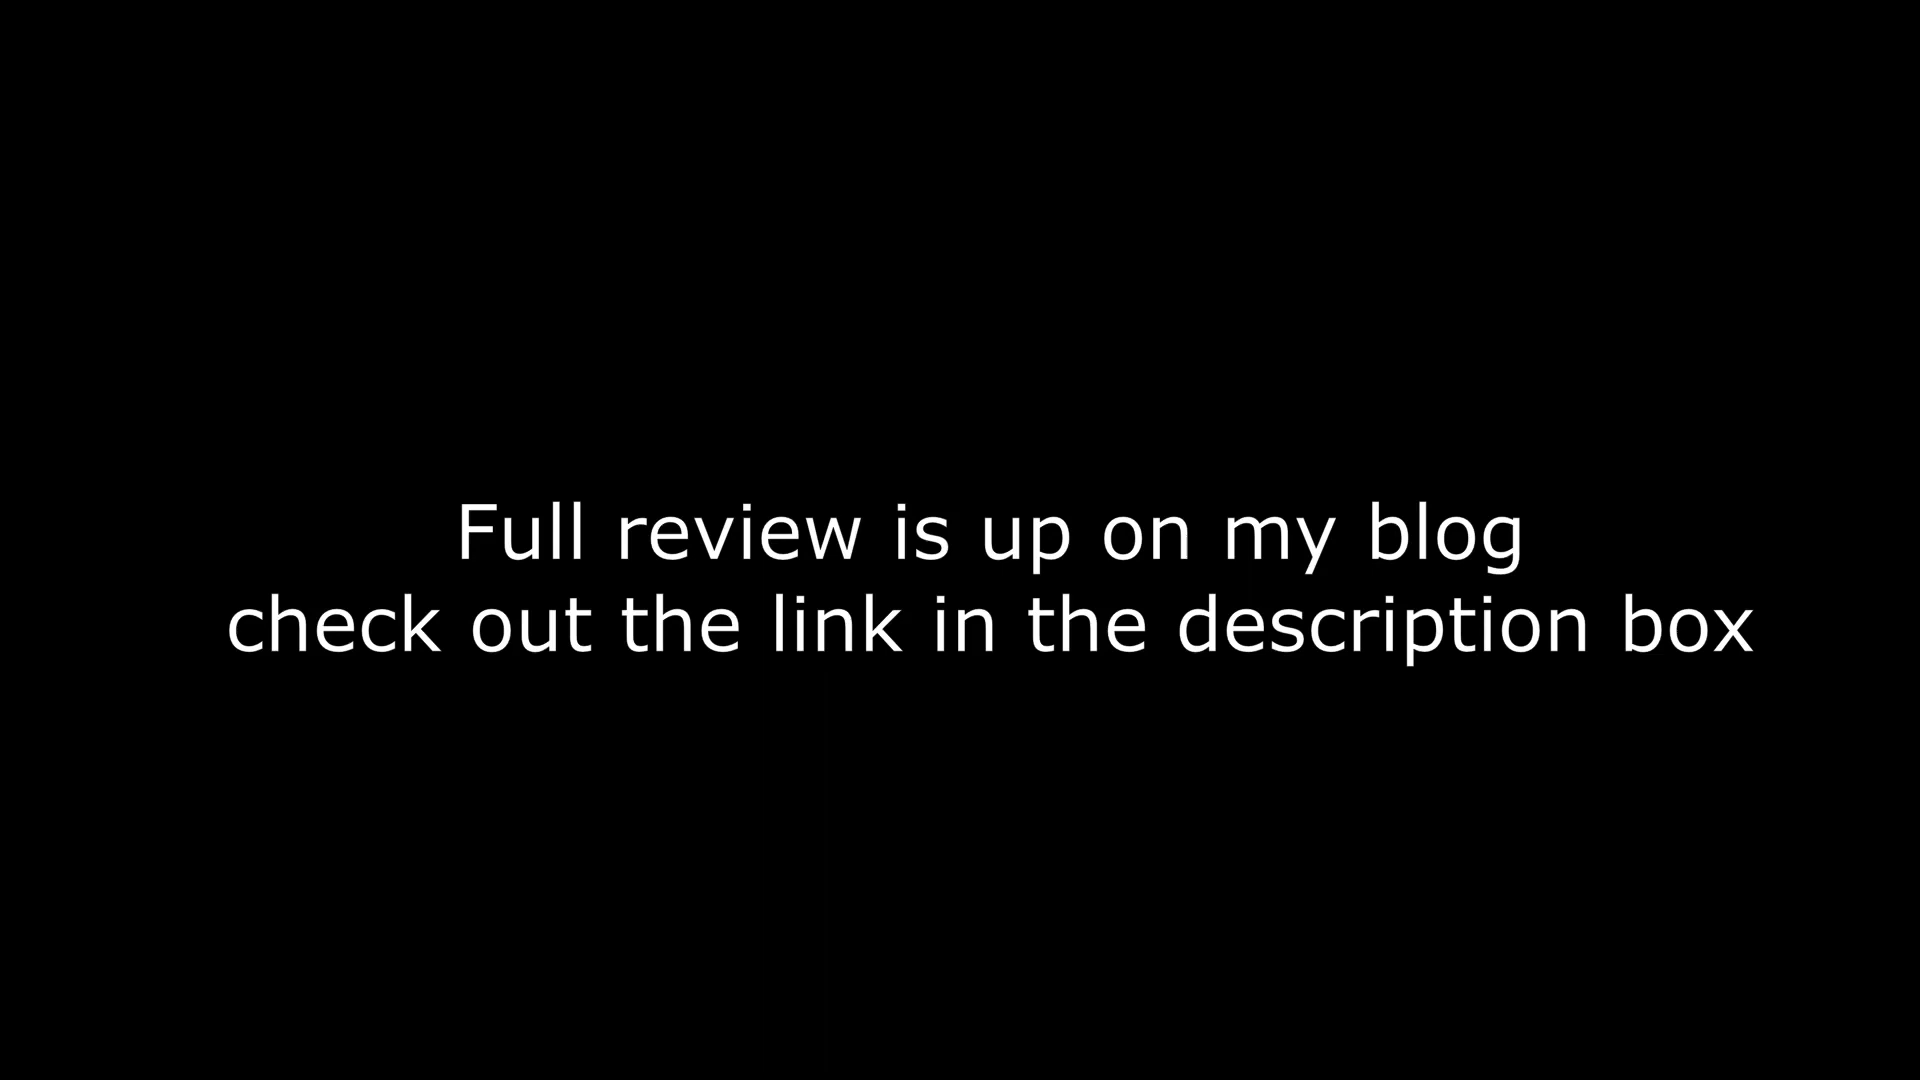 Full review is up on my blog
check out the link in the description box